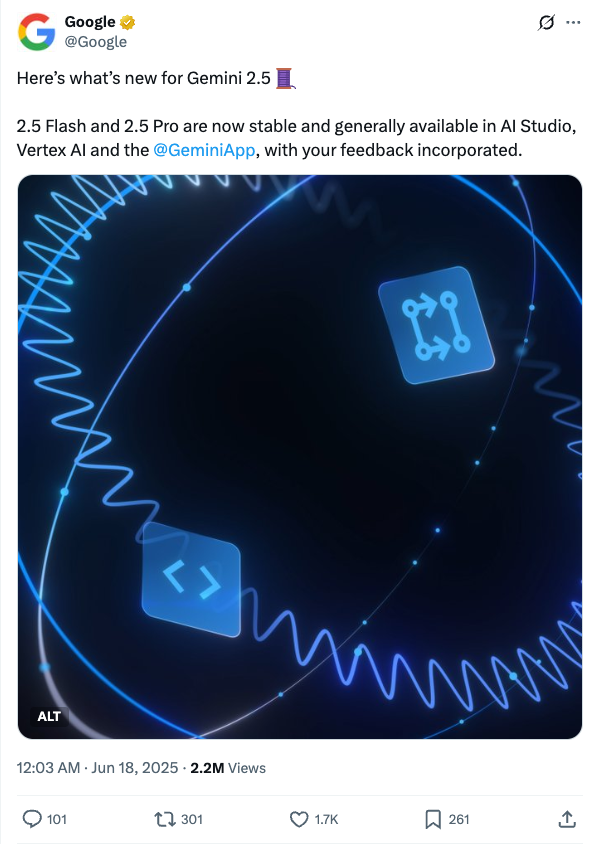 Google
@Google
Here’s what’s new for Gemini 2.5 🧵
2.5 Flash and 2.5 Pro are now stable and generally available in AI Studio,
Vertex AI and the @GeminiApp, with your feedback incorporated.
ALT
12:03 AM · Jun 18, 2025 · 2.2M Views
101 301 1.7K 261